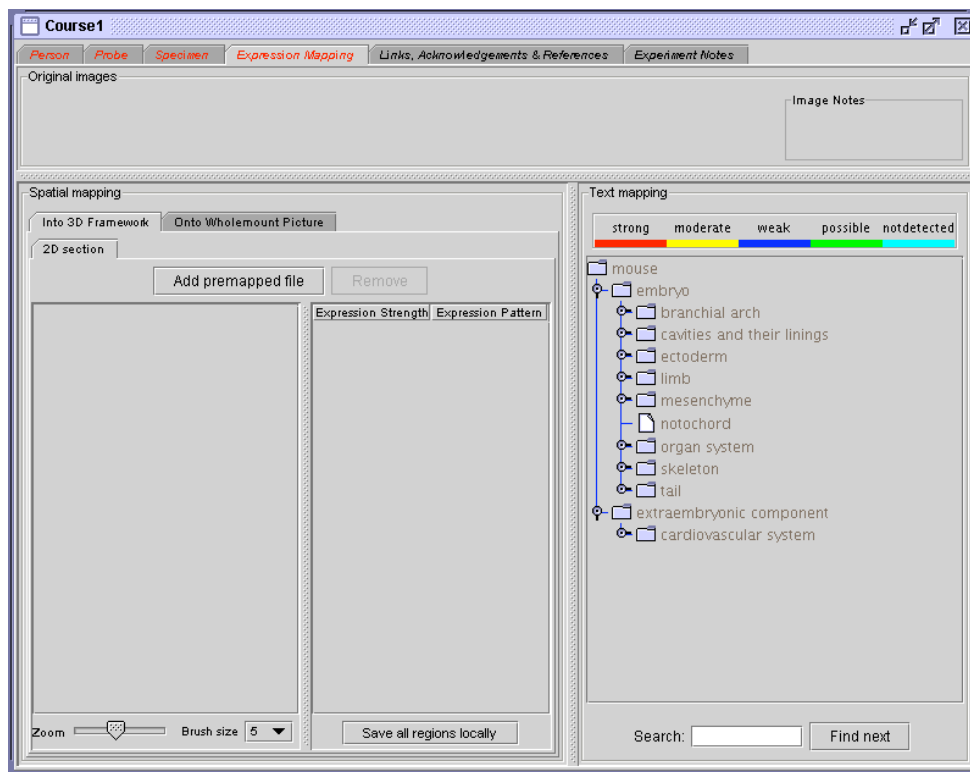 Course1
Person Probe Specimen Expression Mapping Links, Acknowledgements & References Experiment Notes
Original images
Image Notes
Spatial mapping
Into 3D Framework Onto Wholemount Picture
2D section
Add premapped file Remove
Expression Strength Expression Pattern
Zoom Brush size 5
Save all regions locally
Text mapping
strong moderate weak possible notdetected
mouse
embryo
branchial arch
cavities and their linings
ectoderm
limb
mesenchyme
notochord
organ system
skeleton
tail
extraembryonic component
cardiovascular system
Search: Find next